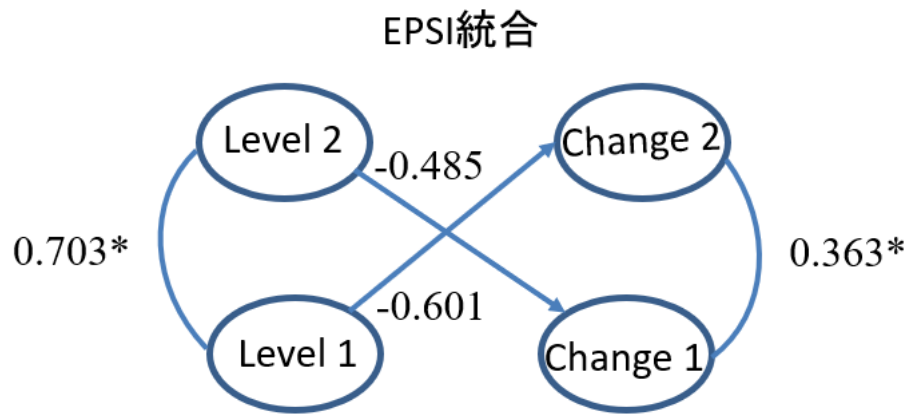 EPSI統合
Level 2
Change 2
-0.485
0.703*
0.363*
-0.601
Level 1
Change 1